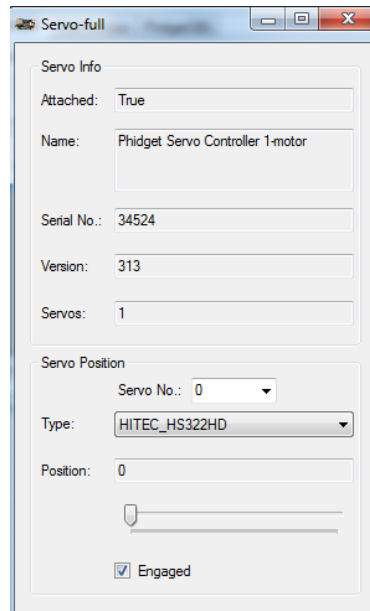 Servo-full
Servo Info
Attached: True
Name: Phidget Servo Controller 1-motor
Serial No.: 34524
Version: 313
Servos: 1
Servo Position
Servo No.: 0
Type: HITEC_HS322HD
Position: 0
Engaged